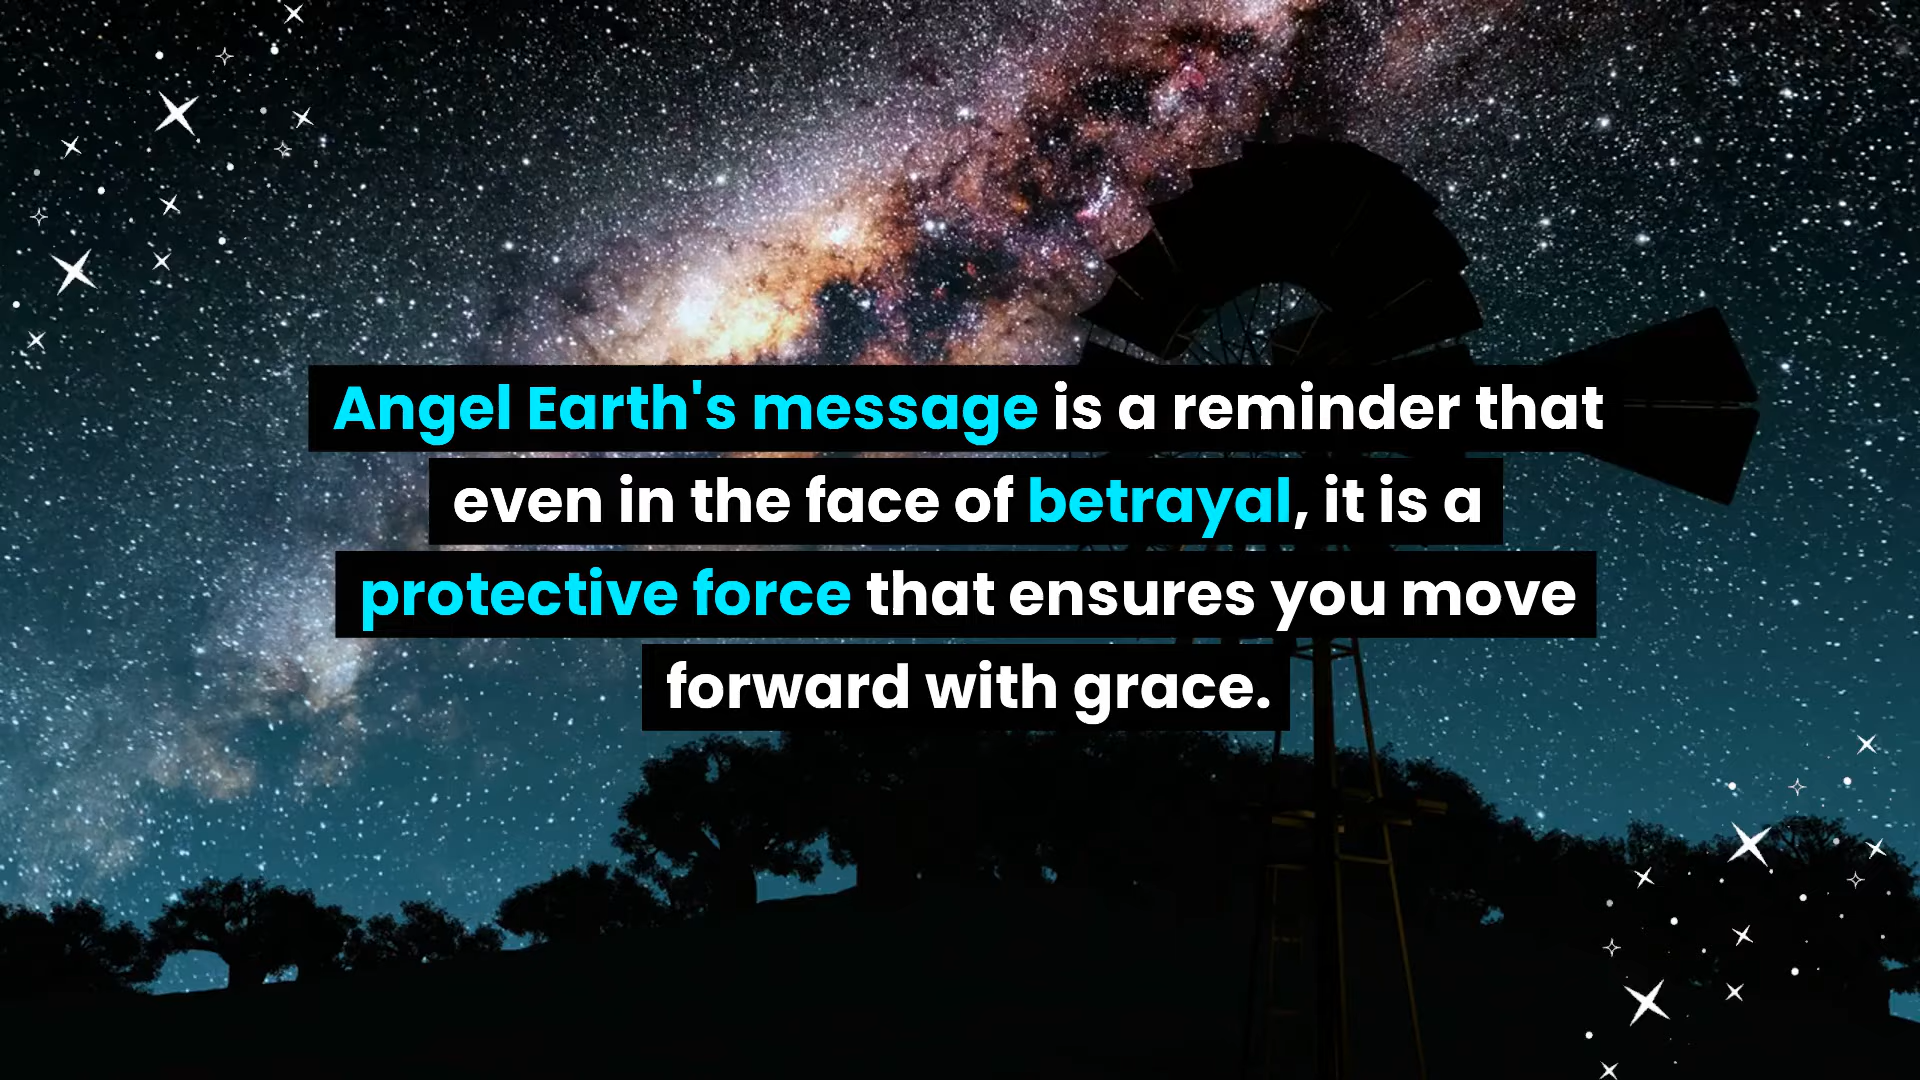 Angel Earth's message is a reminder that
even in the face of betrayal, it is a
protective force that ensures you move
forward with grace.